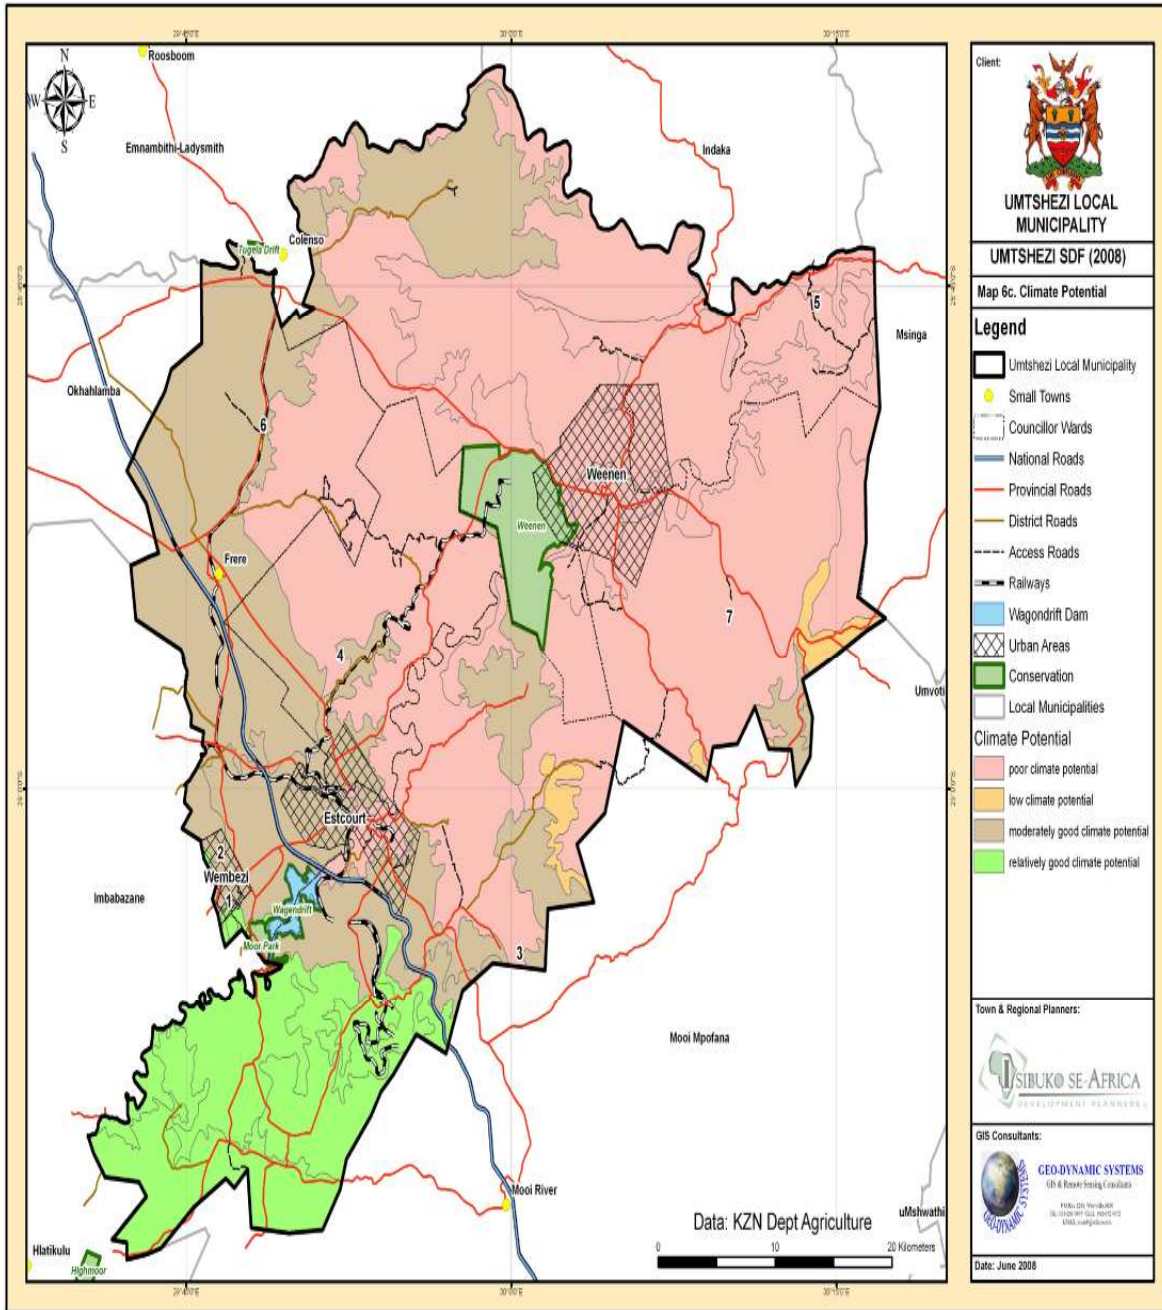 Roosboom
N
W
E
S
Emnambithi-Ladysmith
Indaka
Tugela Drift
Colenso
5
Msinga
Okhahlamba
6
Weenen
Weenen
Frere
7
4
Umvoti
Estcourt
2
Wembezi
1
Imbabazane
Wagendrift
Moor Park
3
Mooi Mpofana
Mooi River
uMshwathi
Hlatikulu
Highmoor
Data: KZN Dept Agriculture
0 10 20 Kilometers
Client:
UMTSHEZI LOCAL
MUNICIPALITY
UMTSHEZI SDF (2008)
Map 6c. Climate Potential
Legend
Umtshezi Local Municipality
Small Towns
Councillor Wards
National Roads
Provincial Roads
District Roads
Access Roads
Railways
Wagondrift Dam
Urban Areas
Conservation
Local Municipalities
Climate Potential
poor climate potential
low climate potential
moderately good climate potential
relatively good climate potential
Town & Regional Planners:
ISIBUKO SE-AFRICA
DEVELOPMENT PLANNERS
GIS Consultants:
GEO-DYNAMIC SYSTEMS
GEO-DYNAMIC SYSTEMS
GIS & Remote Sensing Consultants
Date: June 2008